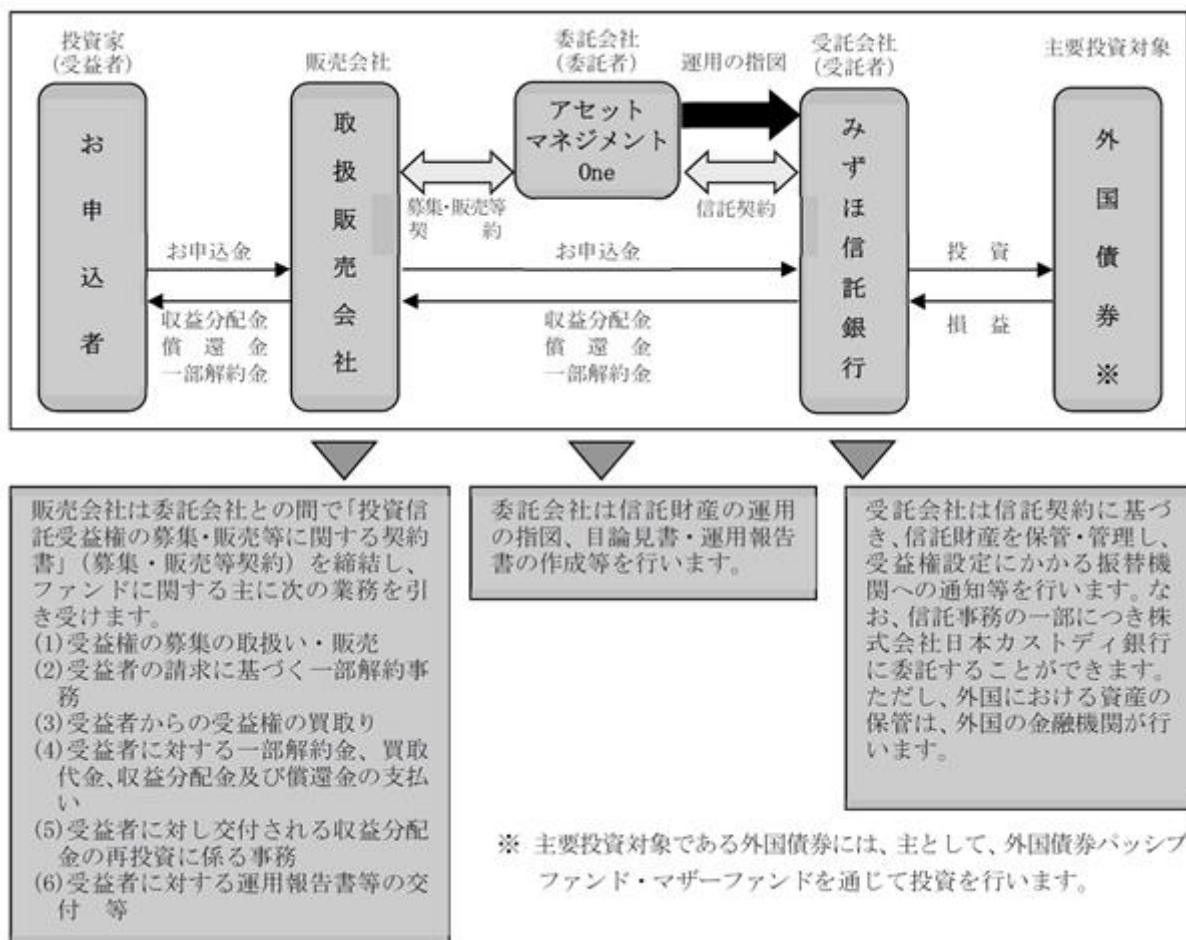 投資家
(受益者)
販売会社
委託会社
(委託者)
運用の指図
受託会社
(受託者)
主要投資対象
お申込者
取扱販売会社
アセット
マネジメント
One
みずほ信託銀行
外国債券※
募集・販売等
契　約
信託契約
お申込金
お申込金
投　資
収益分配金
償　還　金
一部解約金
収益分配金
償　還　金
一部解約金
損　益
販売会社は委託会社との間で「投資信
託受益権の募集・販売等に関する契約
書」（募集・販売等契約）を締結し、
ファンドに関する主に次の業務を引
き受けます。
(1)受益権の募集の取扱い・販売
(2)受益者の請求に基づく一部解約事
務
(3)受益者からの受益権の買取り
(4)受益者に対する一部解約金、買取
代金、収益分配金及び償還金の支払
い
(5)受益者に対し交付される収益分配
金の再投資に係る事務
(6)受益者に対する運用報告書等の交
付　等
委託会社は信託財産の運用
の指図、目論見書・運用報告
書の作成等を行います。
受託会社は信託契約に基づ
き、信託財産を保管・管理し、
受益権設定にかかる振替機
関への通知等を行います。な
お、信託事務の一部につき株
式会社日本カストディ銀行
に委託することができます。
ただし、外国における資産の
保管は、外国の金融機関が行
います。
※ 主要投資対象である外国債券には、主として、外国債券パッシブ
ファンド・マザーファンドを通じて投資を行います。